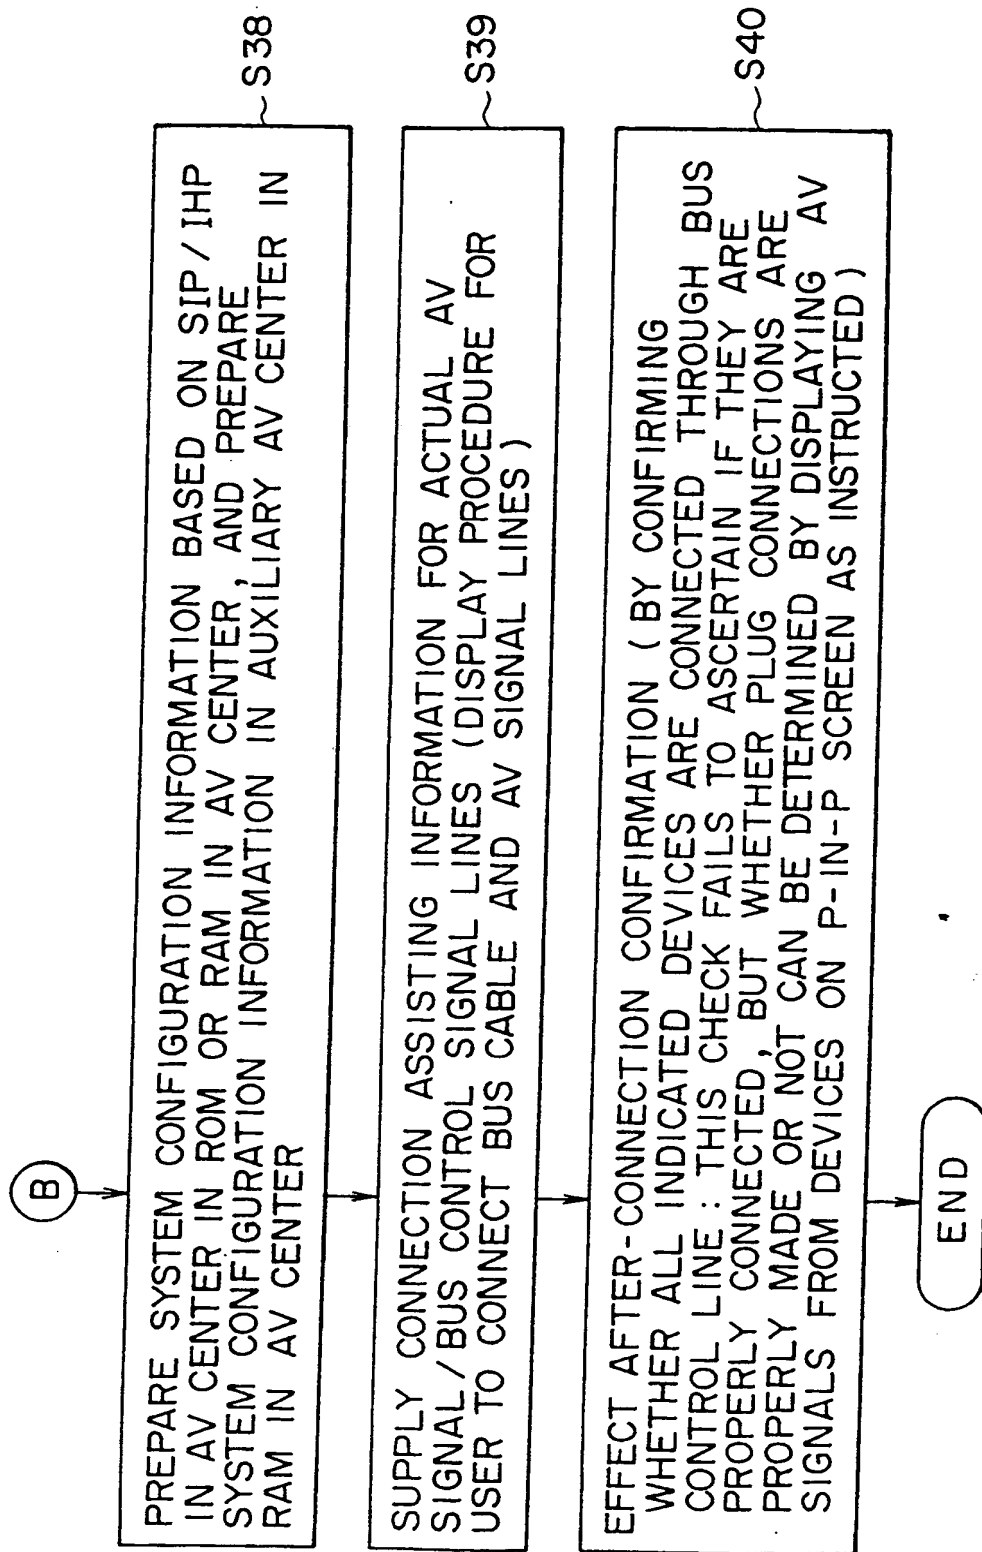 B
PREPARE SYSTEM CONFIGURATION INFORMATION BASED ON SIP/IHP
IN AV CENTER IN ROM OR RAM IN AV CENTER, AND PREPARE
SYSTEM CONFIGURATION INFORMATION IN AUXILIARY AV CENTER IN
RAM IN AV CENTER
S38
SUPPLY CONNECTION ASSISTING INFORMATION FOR ACTUAL AV
SIGNAL/BUS CONTROL SIGNAL LINES (DISPLAY PROCEDURE FOR
USER TO CONNECT BUS CABLE AND AV SIGNAL LINES)
S39
EFFECT AFTER-CONNECTION CONFIRMATION (BY CONFIRMING
WHETHER ALL INDICATED DEVICES ARE CONNECTED THROUGH BUS
CONTROL LINE: THIS CHECK FAILS TO ASCERTAIN IF THEY ARE
PROPERLY CONNECTED, BUT WHETHER PLUG CONNECTIONS ARE
PROPERLY MADE OR NOT CAN BE DETERMINED BY DISPLAYING AV
SIGNALS FROM DEVICES ON P-IN-P SCREEN AS INSTRUCTED)
S40
END